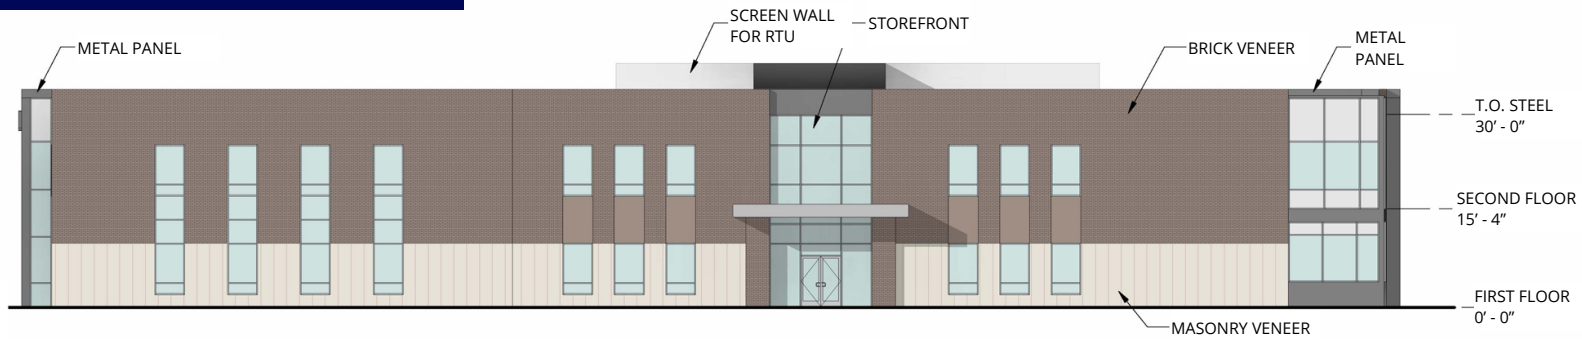 METAL PANEL
SCREEN WALL
FOR RTU
STOREFRONT
BRICK VENEER
METAL
PANEL
T.O. STEEL
30’ - 0”
SECOND FLOOR
15’ - 4”
FIRST FLOOR
0’ - 0”
MASONRY VENEER